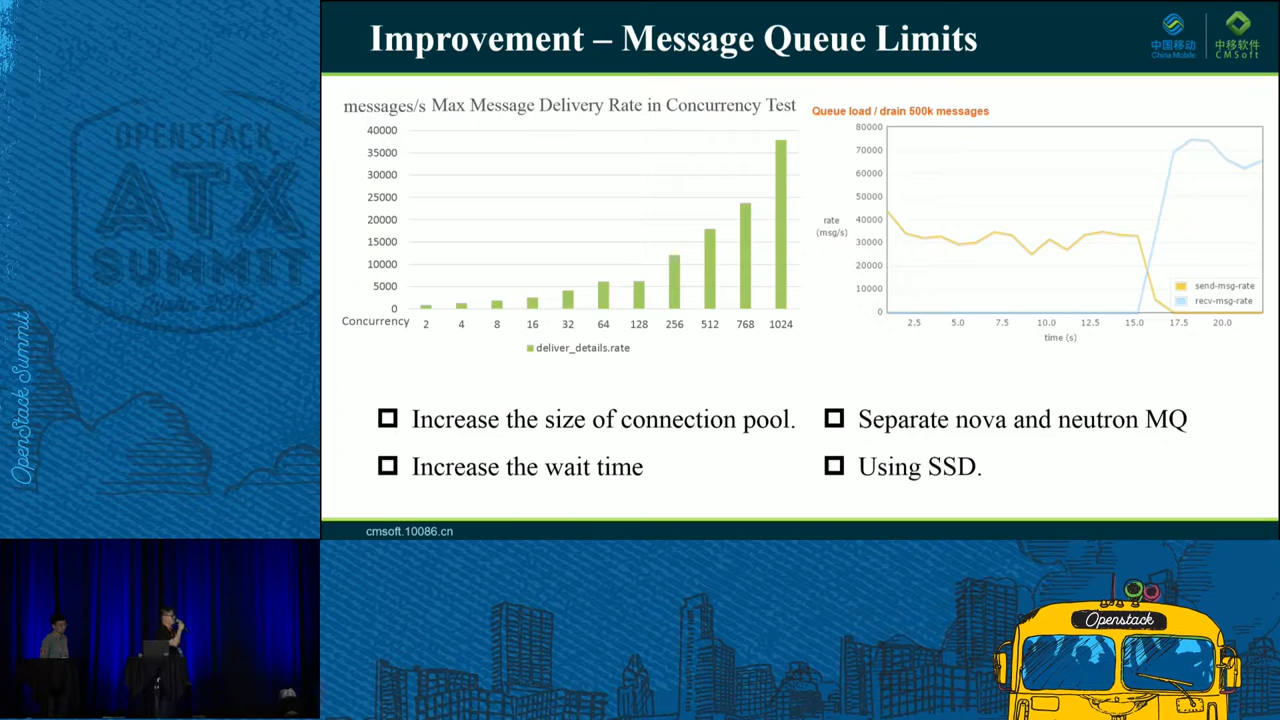 Improvement – Message Queue Limits
中国移动
China Mobile
中移软件
CMSoft
messages/s Max Message Delivery Rate in Concurrency Test
40000
35000
30000
25000
20000
15000
10000
5000
0
Concurrency 2 4 8 16 32 64 128 256 512 768 1024
deliver_details.rate
Queue load / drain 500k messages
80000
70000
60000
50000
40000
30000
20000
10000
0
rate
(msg/s)
send-msg-rate
recv-msg-rate
2.5 5.0 7.5 10.0 12.5 15.0 17.5 20.0
time (s)
Increase the size of connection pool.
Increase the wait time
Separate nova and neutron MQ
Using SSD.
cmsoft.10086.cn
OPENSTACK
ATX
SUMMIT
OpenStack Summit
Openstack